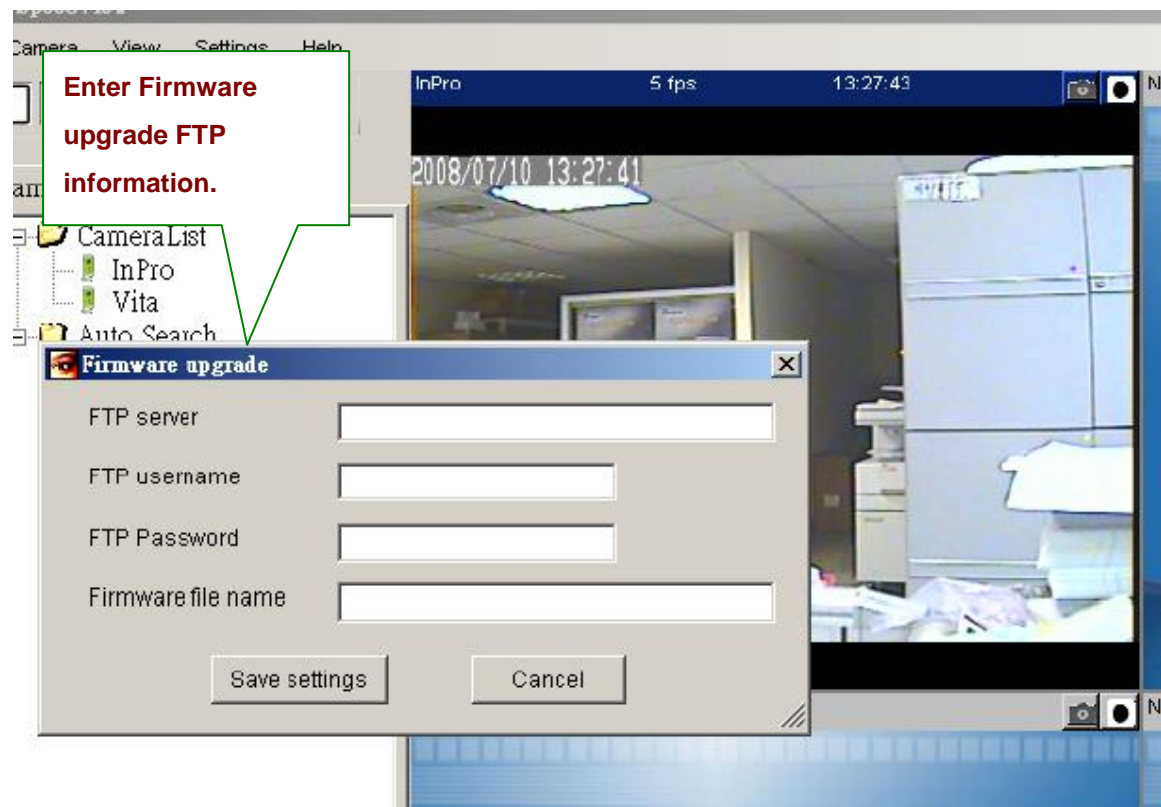 Camera View Settings Help
Enter Firmware
upgrade FTP
information.
InPro 5 fps 13:27:43
N
2008/07/10 13:27:41
CameraList
InPro
Vita
Auto Search
Firmware upgrade
FTP server
FTP username
FTP Password
Firmware file name
Save settings Cancel
N